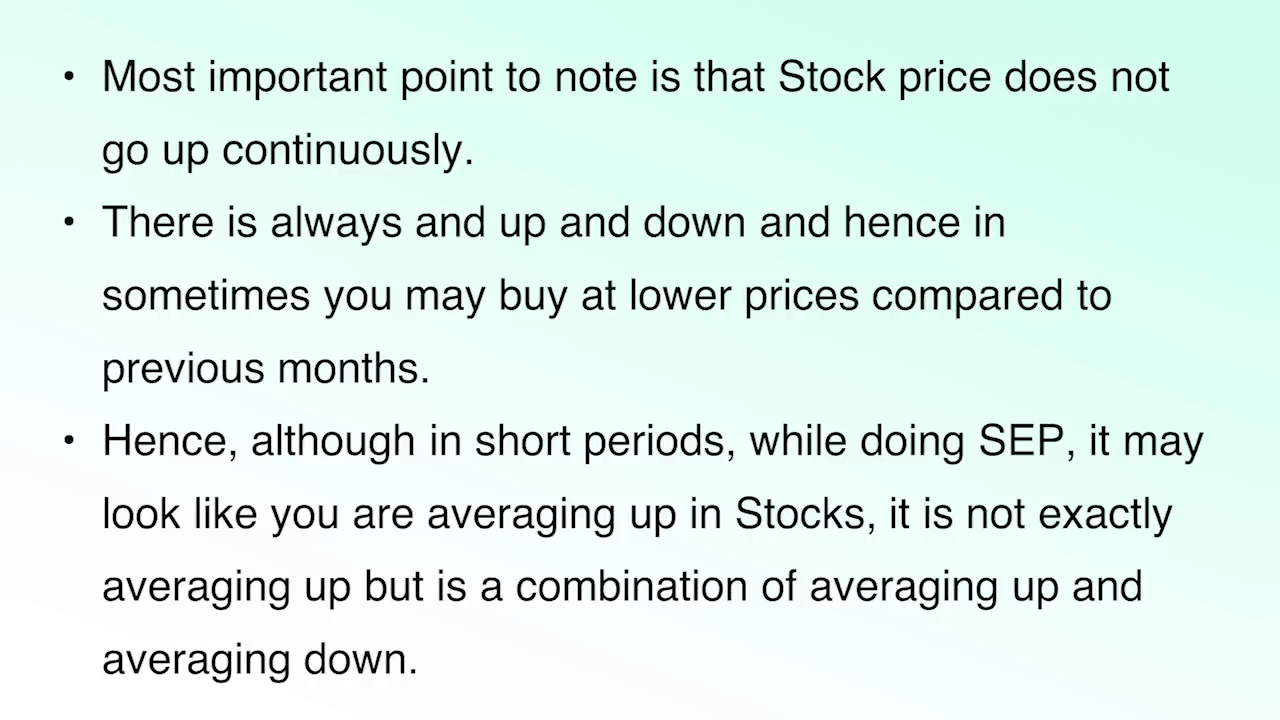 • Most important point to note is that Stock price does not
go up continuously.
• There is always and up and down and hence in
sometimes you may buy at lower prices compared to
previous months.
• Hence, although in short periods, while doing SEP, it may
look like you are averaging up in Stocks, it is not exactly
averaging up but is a combination of averaging up and
averaging down.